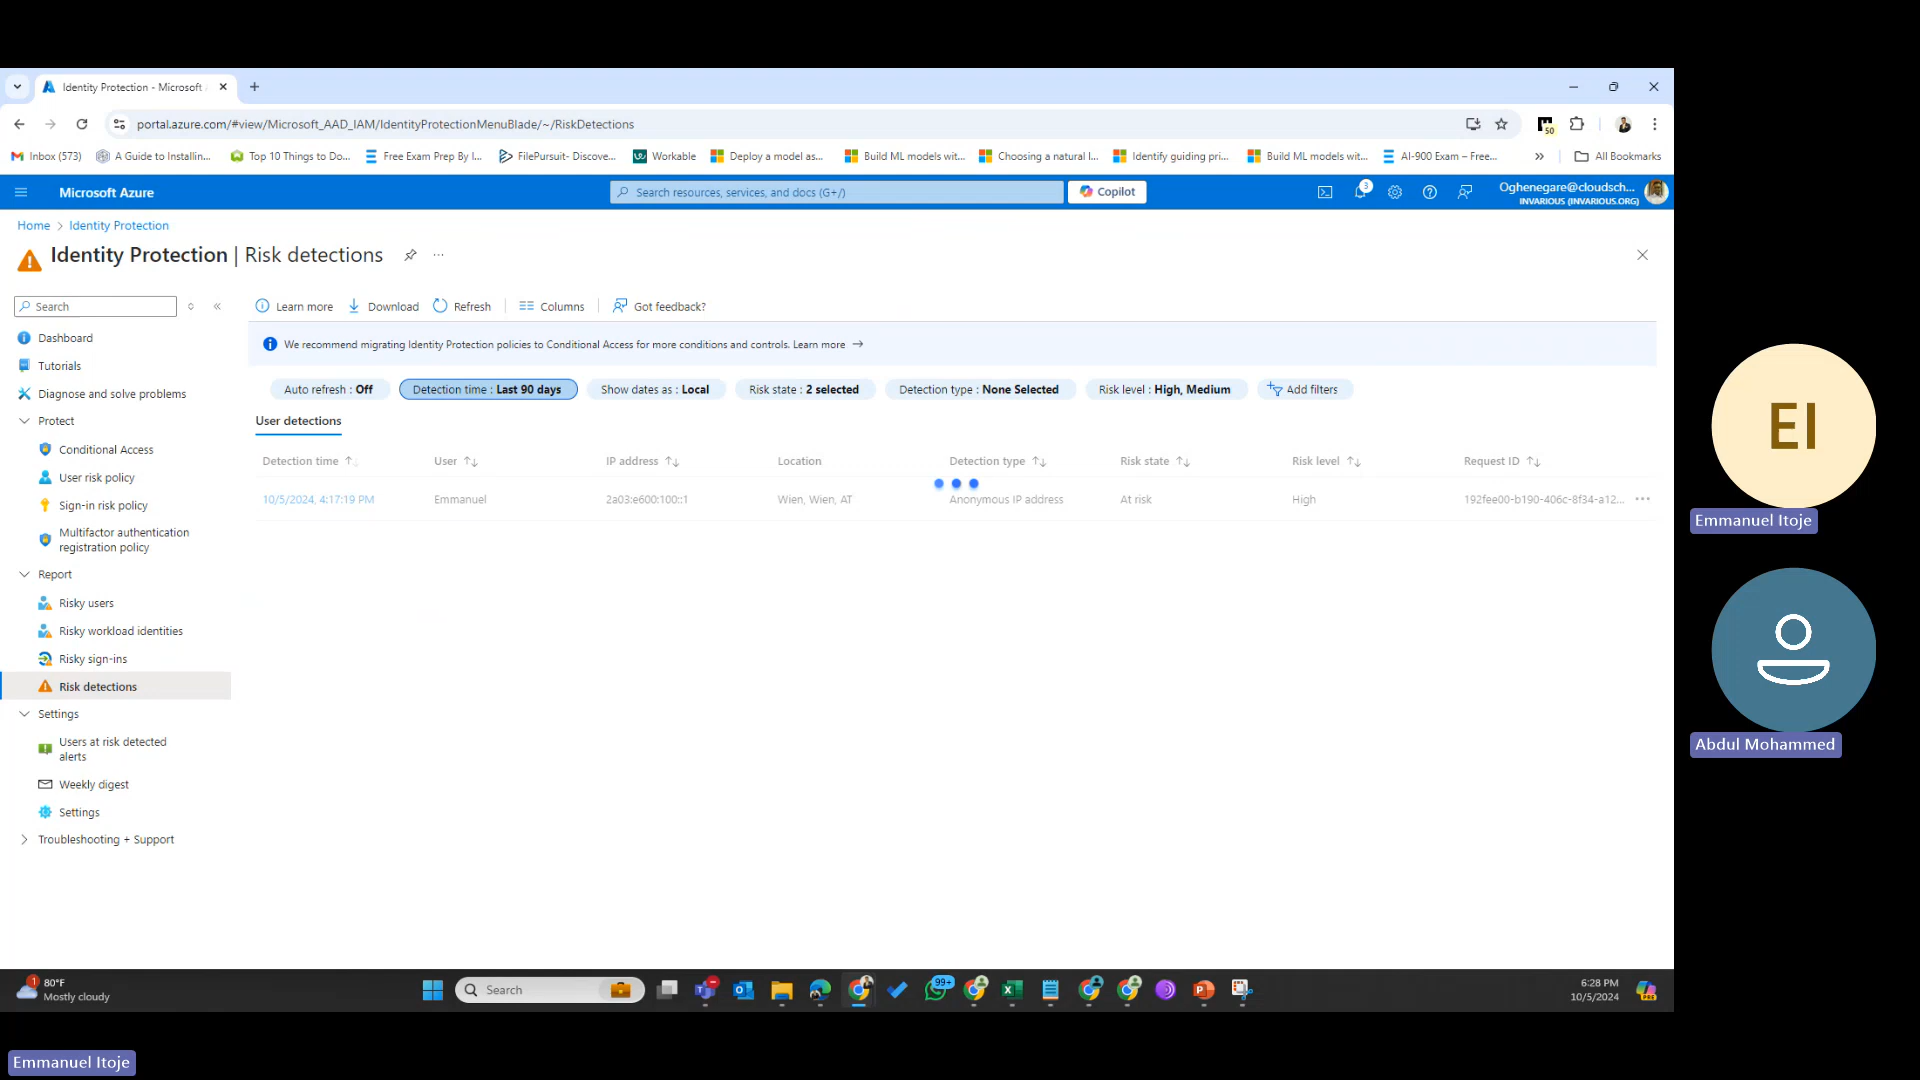 Identity Protection - Microsoft
portal.azure.com/#view/Microsoft_AAD_IAM/IdentityProtectionMenuBlade/~/RiskDetections
50
Inbox (573)
A Guide to Installin...
Top 10 Things to Do...
Free Exam Prep By I...
FilePursuit- Discove...
Workable
Deploy a model as...
Build ML models wit...
Choosing a natural l...
Identify guiding pri...
Build ML models wit...
AI-900 Exam – Free...
»
All Bookmarks
Microsoft Azure
Search resources, services, and docs (G+/)
Copilot
3
Oghenegare@cloudsch...
INVARIOUS (INVARIOUS.ORG)
Home > Identity Protection
Identity Protection | Risk detections
Search
Learn more
Download
Refresh
Columns
Got feedback?
Dashboard
Tutorials
Diagnose and solve problems
Protect
Conditional Access
User risk policy
Sign-in risk policy
Multifactor authentication
registration policy
Report
Risky users
Risky workload identities
Risky sign-ins
Risk detections
Settings
Users at risk detected
alerts
Weekly digest
Settings
Troubleshooting + Support
We recommend migrating Identity Protection policies to Conditional Access for more conditions and controls. Learn more
Auto refresh : Off
Detection time : Last 90 days
Show dates as : Local
Risk state : 2 selected
Detection type : None Selected
Risk level : High, Medium
Add filters
User detections
Detection time
User
IP address
Location
Detection type
Risk state
Risk level
Request ID
10/5/2024, 4:17:19 PM
Emmanuel
2a03:e600:100::1
Wien, Wien, AT
Anonymous IP address
At risk
High
192fee00-b190-406c-8f34-a12...
EI
Emmanuel Itoje
Abdul Mohammed
1
80°F
Mostly cloudy
Search
99+
6:28 PM
10/5/2024
Emmanuel Itoje